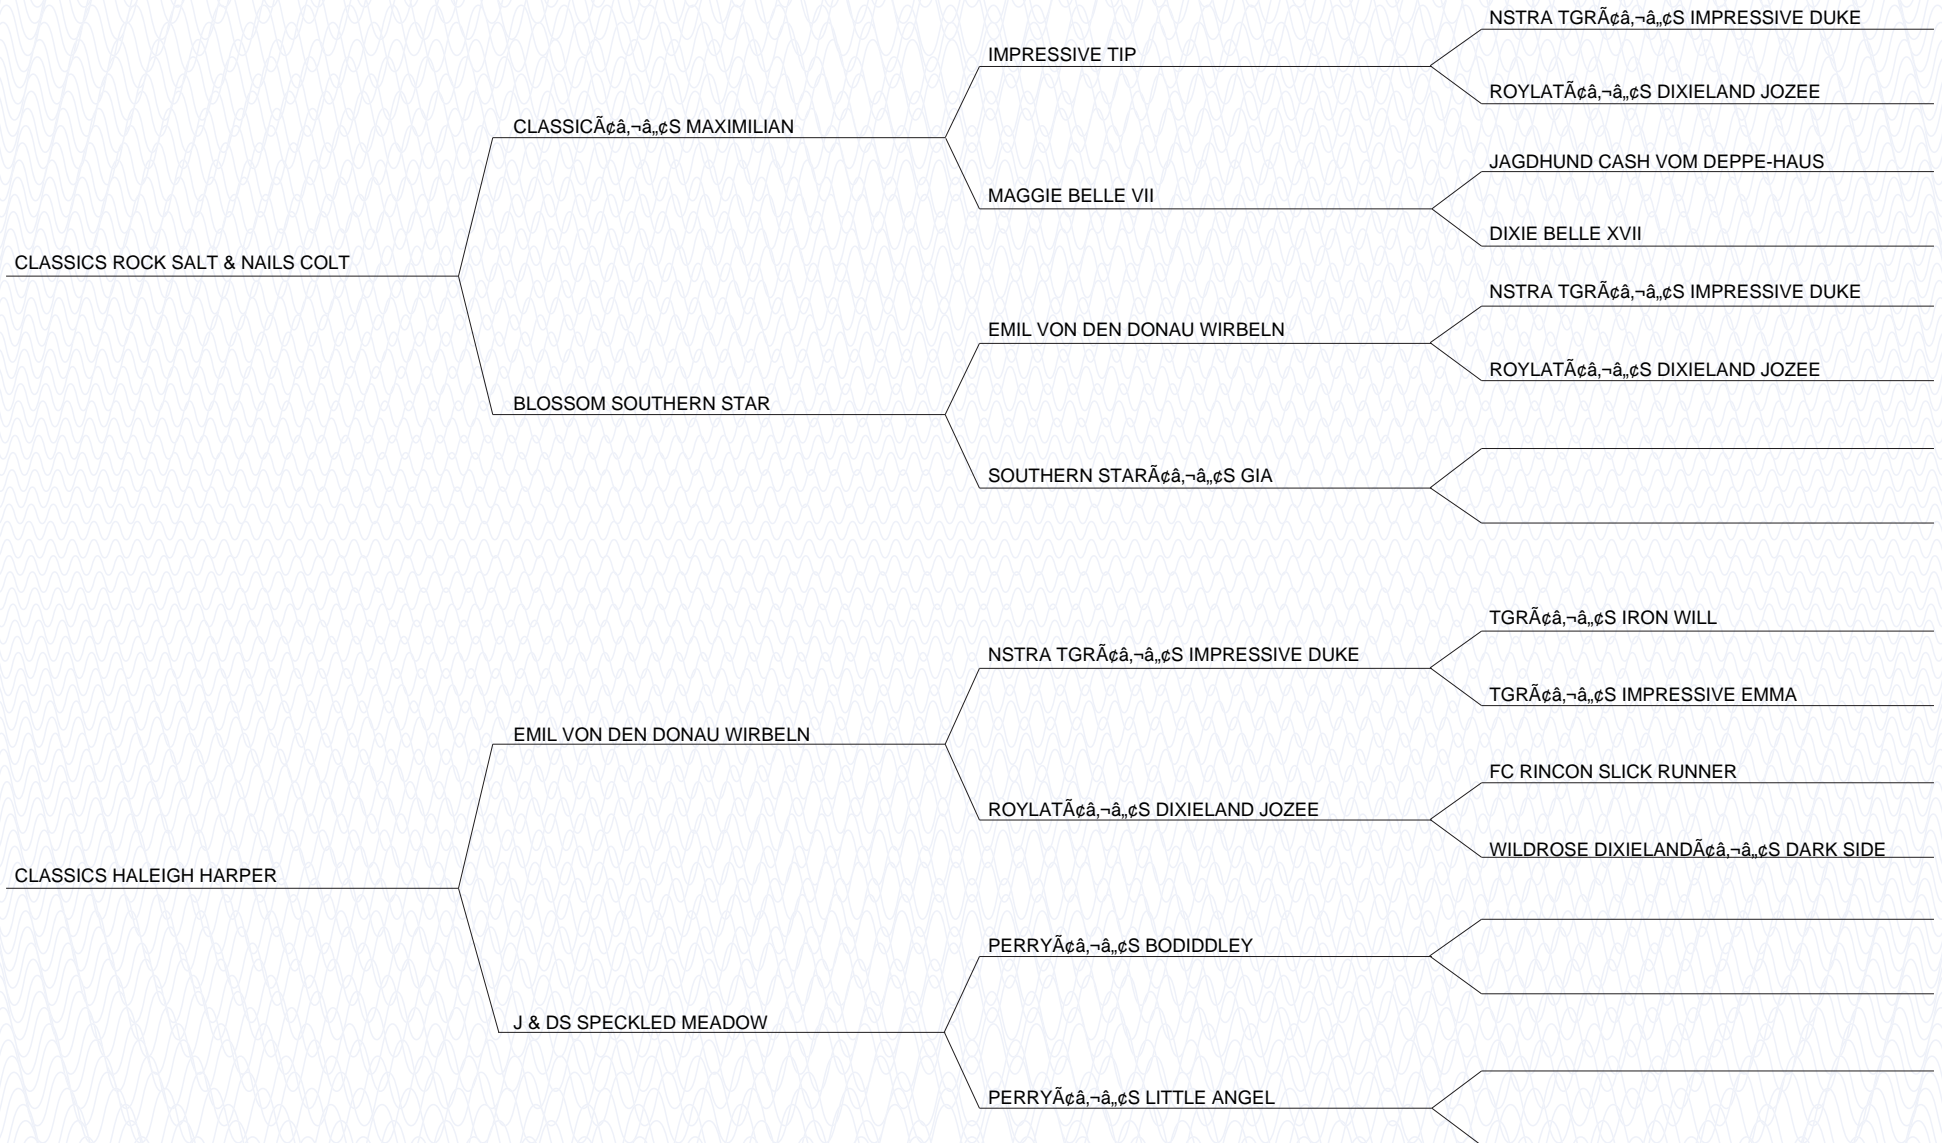 NSTRA TGRÃ¢â‚¬â„¢S IMPRESSIVE DUKE
IMPRESSIVE TIP
ROYLATÃ¢â‚¬â„¢S DIXIELAND JOZEE
CLASSICÃ¢â‚¬â„¢S MAXIMILIAN
JAGDHUND CASH VOM DEPPE-HAUS
MAGGIE BELLE VII
DIXIE BELLE XVII
CLASSICS ROCK SALT & NAILS COLT
NSTRA TGRÃ¢â‚¬â„¢S IMPRESSIVE DUKE
EMIL VON DEN DONAU WIRBELN
ROYLATÃ¢â‚¬â„¢S DIXIELAND JOZEE
BLOSSOM SOUTHERN STAR
SOUTHERN STARÃ¢â‚¬â„¢S GIA
TGRÃ¢â‚¬â„¢S IRON WILL
NSTRA TGRÃ¢â‚¬â„¢S IMPRESSIVE DUKE
TGRÃ¢â‚¬â„¢S IMPRESSIVE EMMA
EMIL VON DEN DONAU WIRBELN
FC RINCON SLICK RUNNER
ROYLATÃ¢â‚¬â„¢S DIXIELAND JOZEE
WILDROSE DIXIELANDÃ¢â‚¬â„¢S DARK SIDE
CLASSICS HALEIGH HARPER
PERRYÃ¢â‚¬â„¢S BODIDDLEY
J & DS SPECKLED MEADOW
PERRYÃ¢â‚¬â„¢S LITTLE ANGEL